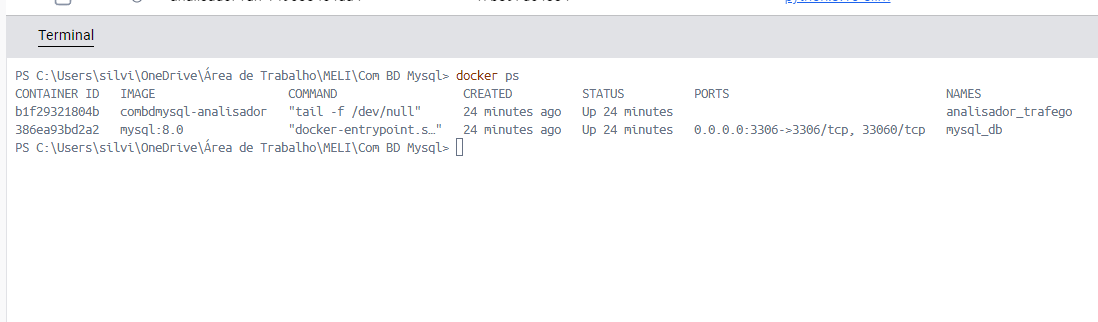 Terminal
PS C:\Users\silvi\OneDrive\Área de Trabalho\MELI\Com BD Mysql> docker ps
CONTAINER ID   IMAGE   COMMAND   CREATED   STATUS   PORTS   NAMES
b1f29321804b   combdmysql-analisador   "tail -f /dev/null"   24 minutes ago   Up 24 minutes   analisador_trafego
386ea93bd2a2   mysql:8.0   "docker-entrypoint.s…"   24 minutes ago   Up 24 minutes   0.0.0.0:3306->3306/tcp, 33060/tcp   mysql_db
PS C:\Users\silvi\OneDrive\Área de Trabalho\MELI\Com BD Mysql>